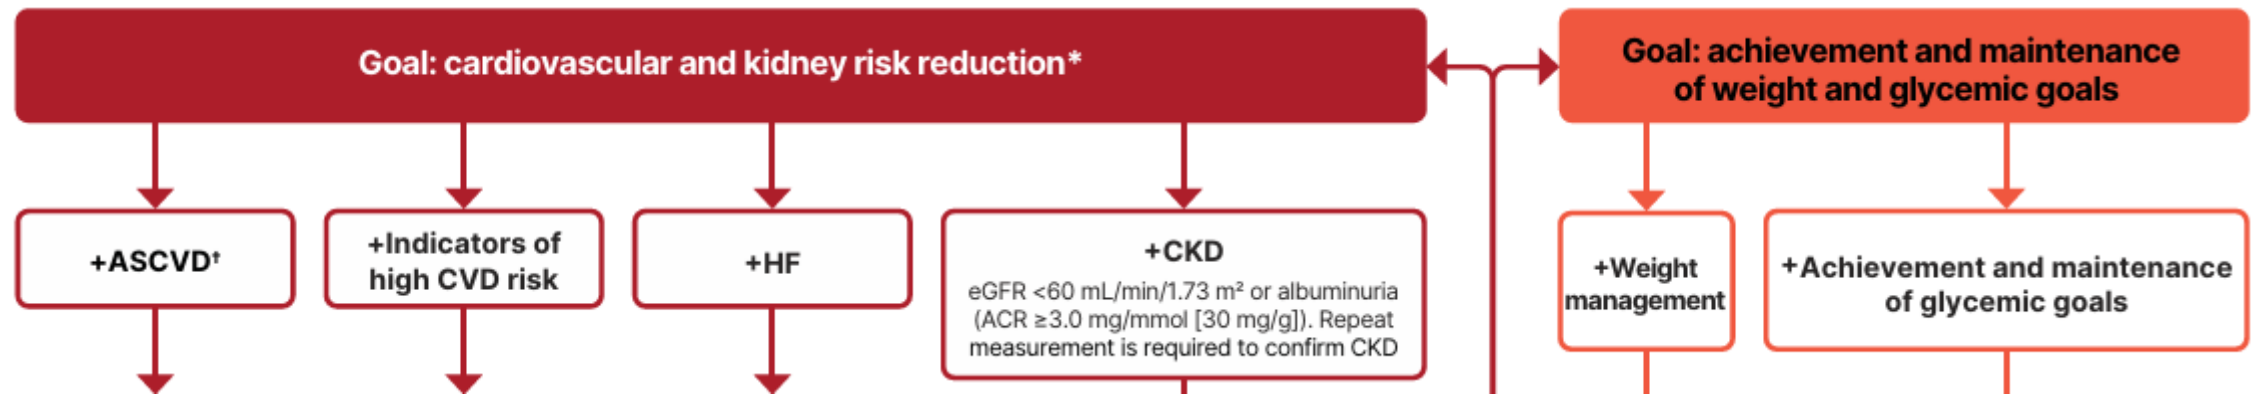 Goal: cardiovascular and kidney risk reduction*
Goal: achievement and maintenance
of weight and glycemic goals
+ASCVD†
+Indicators of
high CVD risk
+HF
+CKD
eGFR <60 mL/min/1.73 m² or albuminuria
(ACR ≥3.0 mg/mmol [30 mg/g]). Repeat
measurement is required to confirm CKD
+Weight
management
+Achievement and maintenance
of glycemic goals